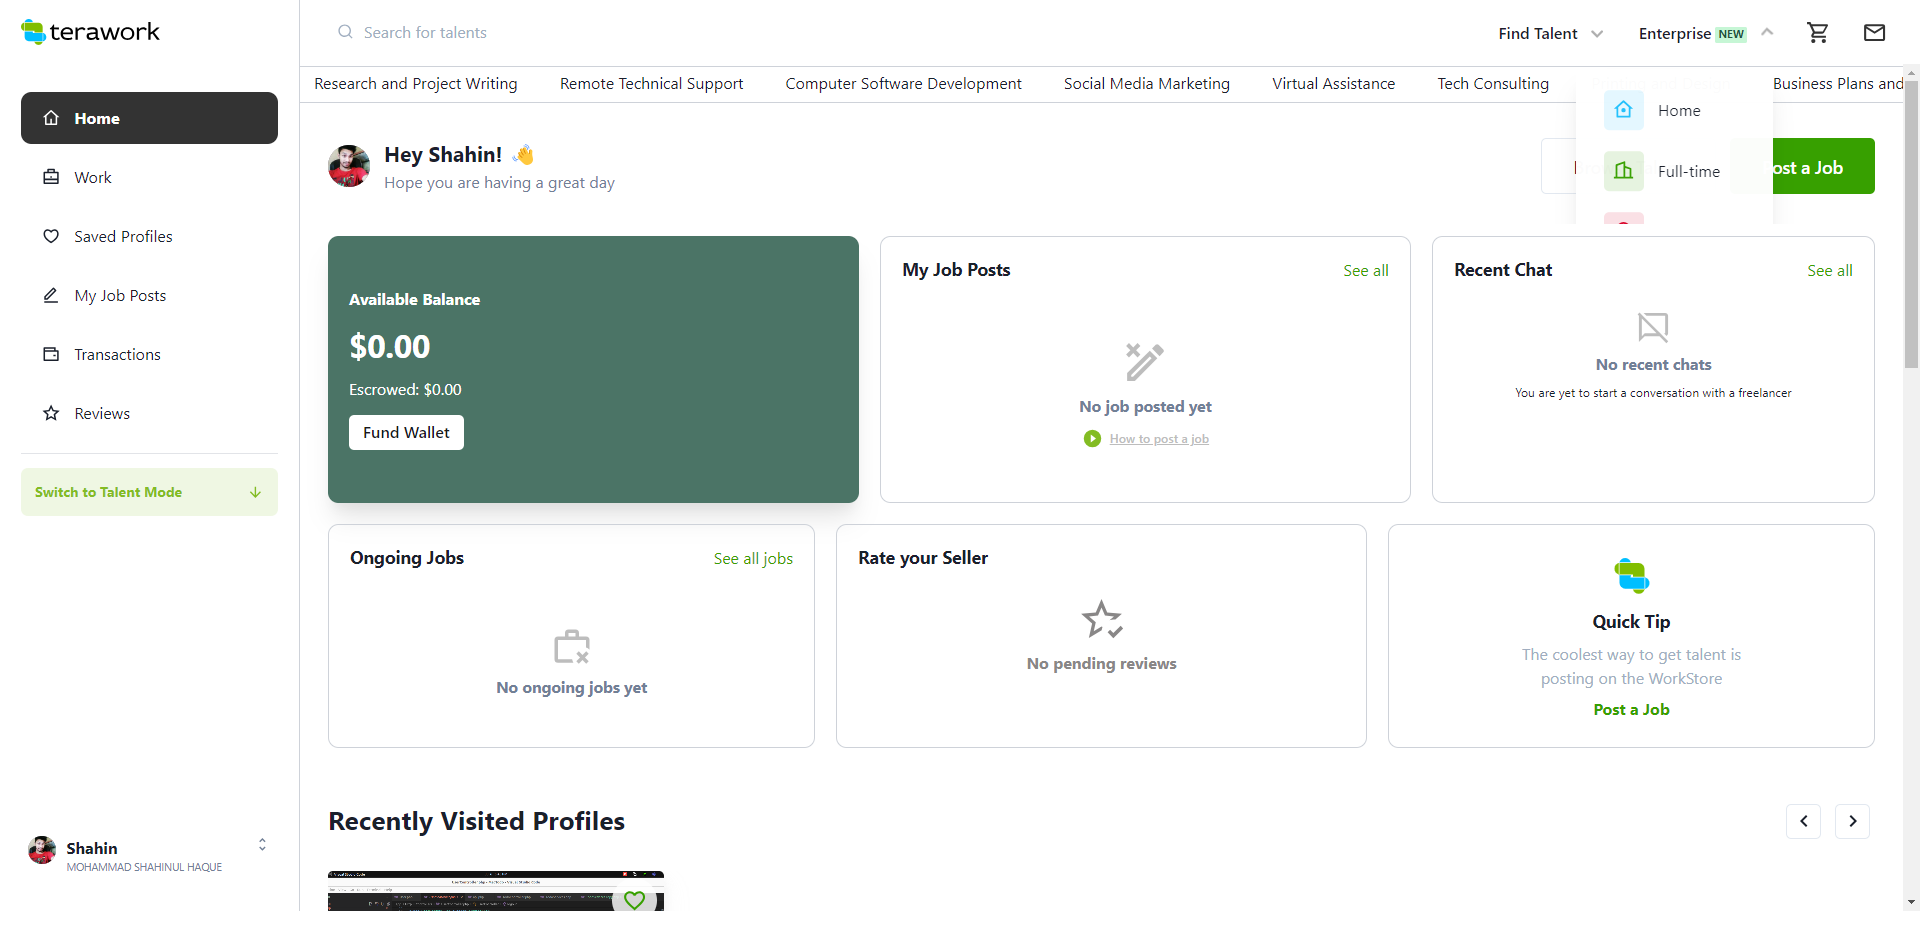 terawork
Search for talents
Find Talent
Enterprise NEW
Research and Project Writing
Remote Technical Support
Computer Software Development
Social Media Marketing
Virtual Assistance
Tech Consulting
Business Plans and
Home
Work
Saved Profiles
My Job Posts
Transactions
Reviews
Switch to Talent Mode
Shahin
MOHAMMAD SHAHINUL HAQUE
Home
Full-time
Hey Shahin! 👋
Hope you are having a great day
ost a Job
Available Balance
$0.00
Escrowed: $0.00
Fund Wallet
My Job Posts
See all
No job posted yet
How to post a job
Recent Chat
See all
No recent chats
You are yet to start a conversation with a freelancer
Ongoing Jobs
See all jobs
No ongoing jobs yet
Rate your Seller
No pending reviews
Quick Tip
The coolest way to get talent is
posting on the WorkStore
Post a Job
Recently Visited Profiles